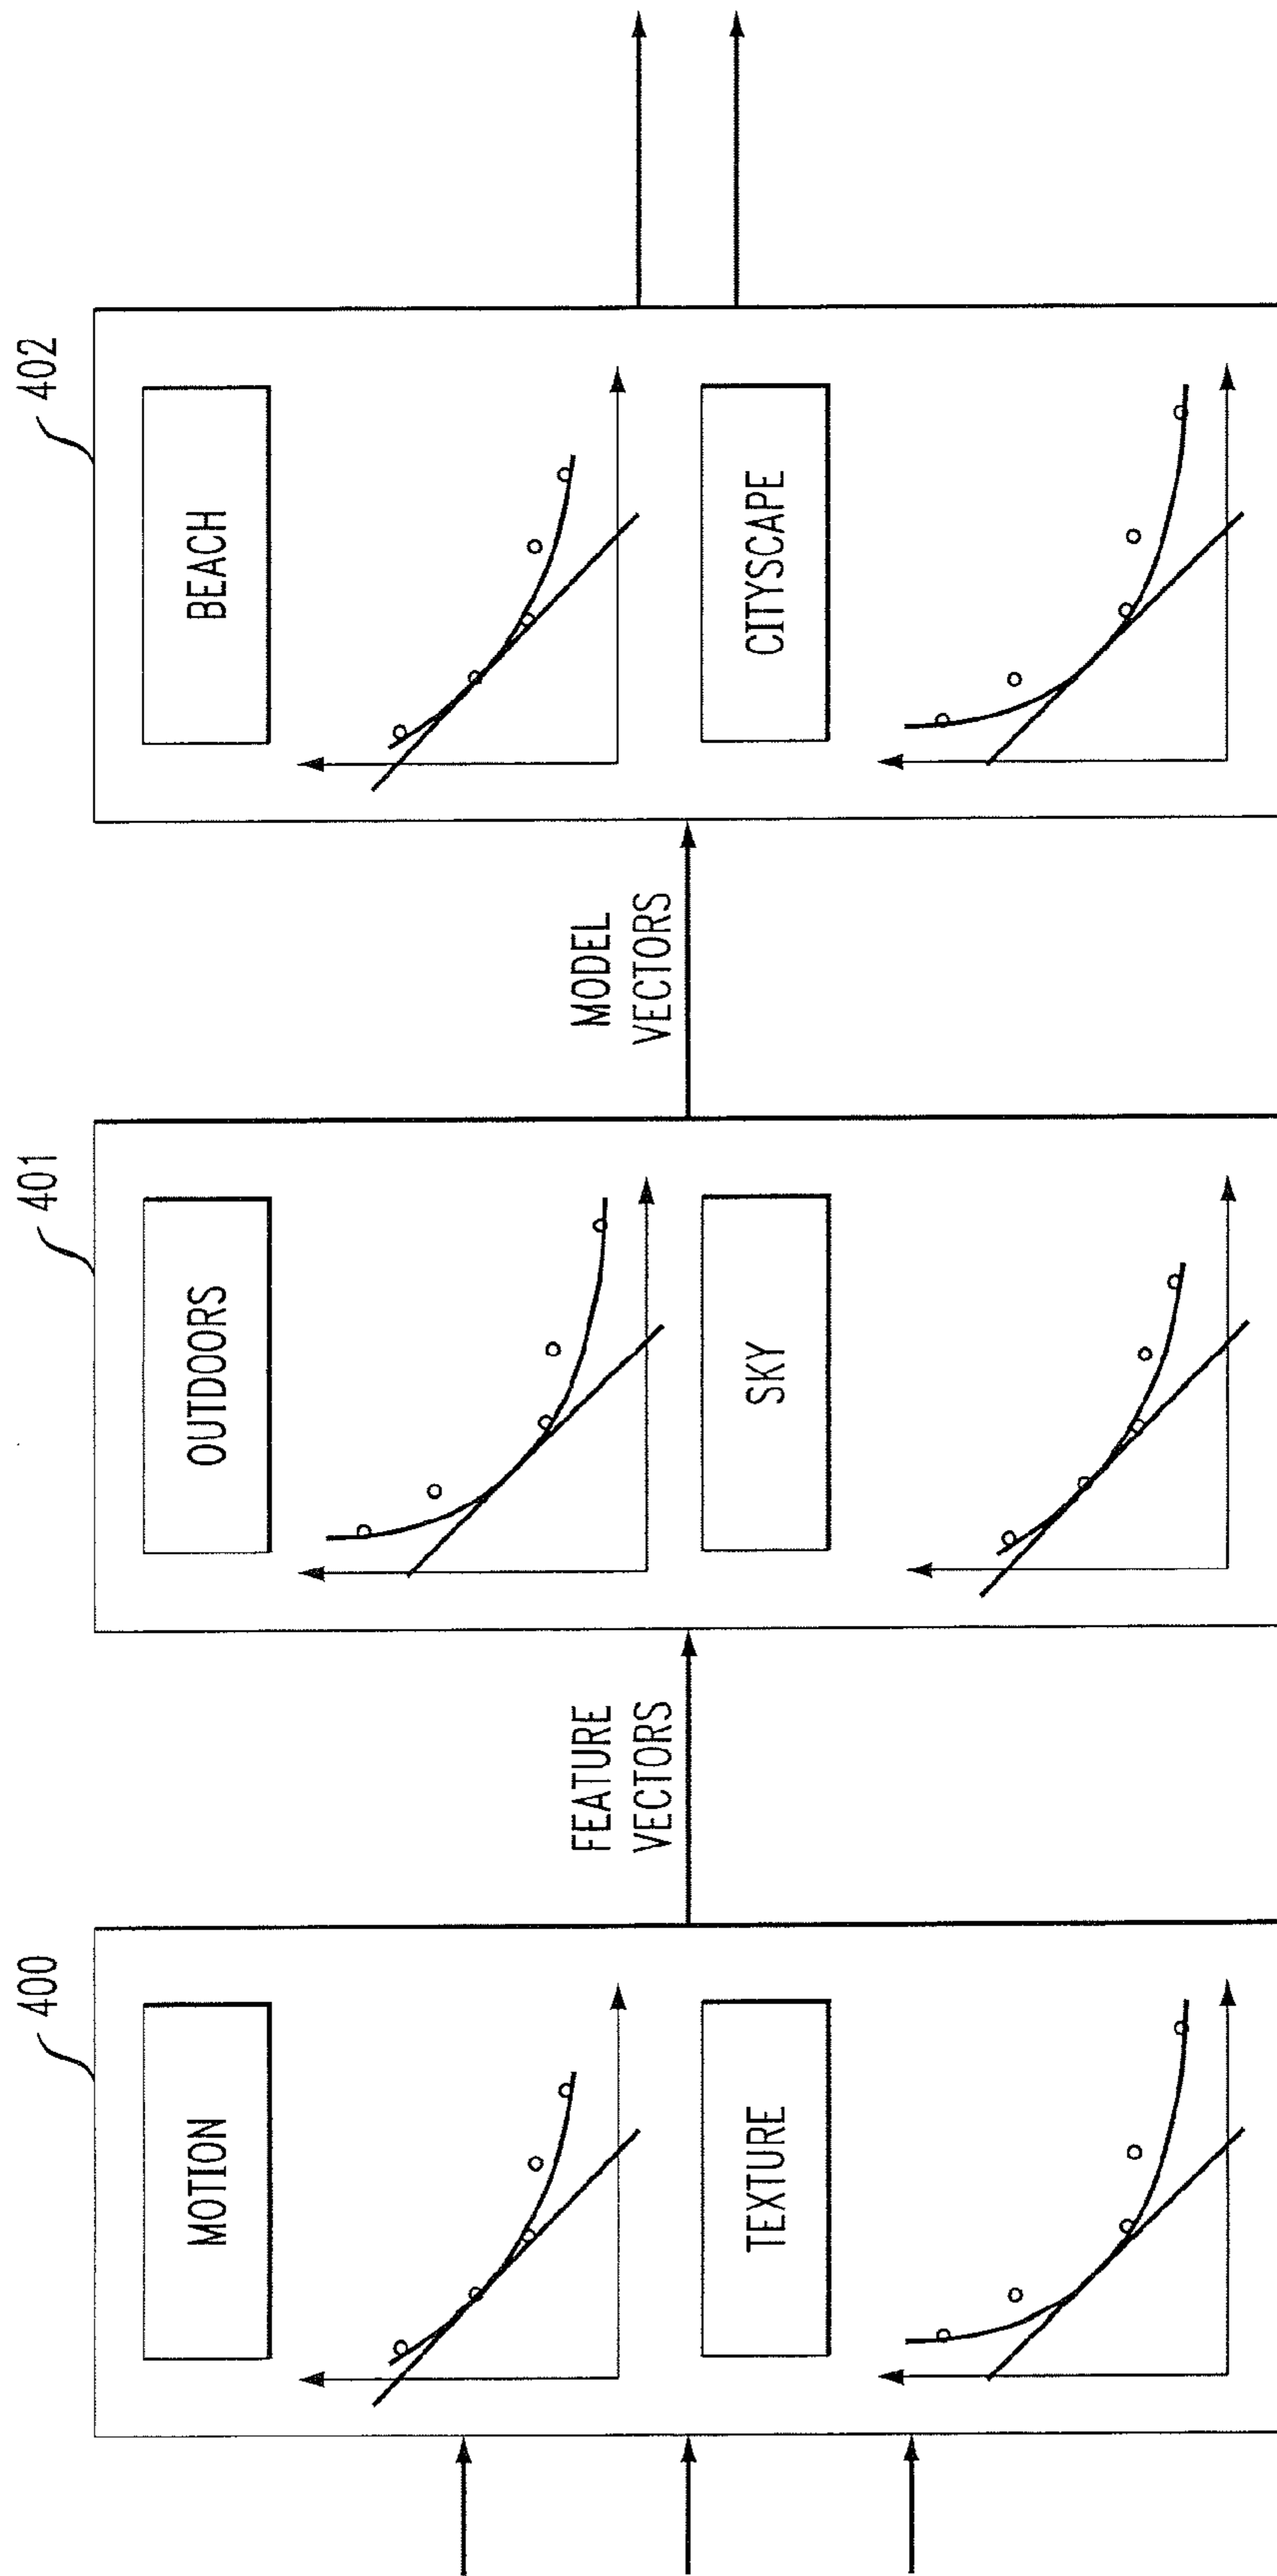 400
MOTION
TEXTURE
FEATURE
VECTORS
401
OUTDOORS
SKY
MODEL
VECTORS
402
BEACH
CITYSCAPE